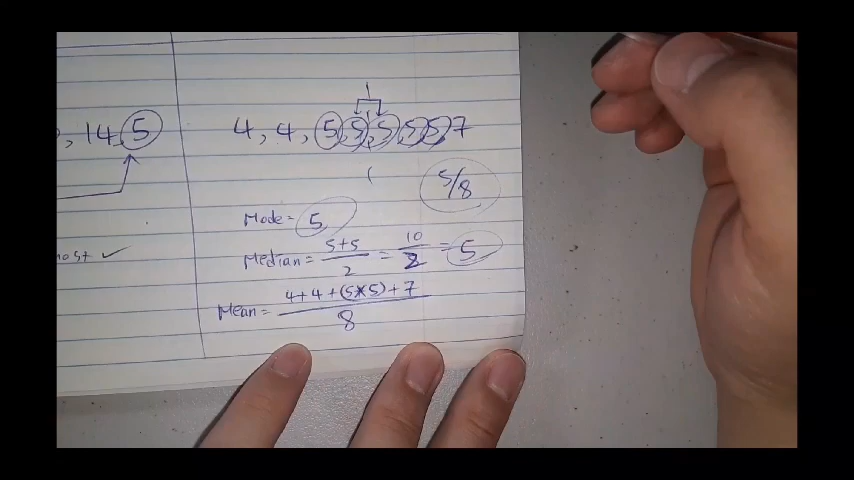 , 14, 5
4, 4, 5 5, 5, 5, 5, 7
5/8
Mode = 5
most ✓
Median = 5+5 / 2 = 10 / 2 = 5
Mean = 4+4+(5*5)+7 / 8